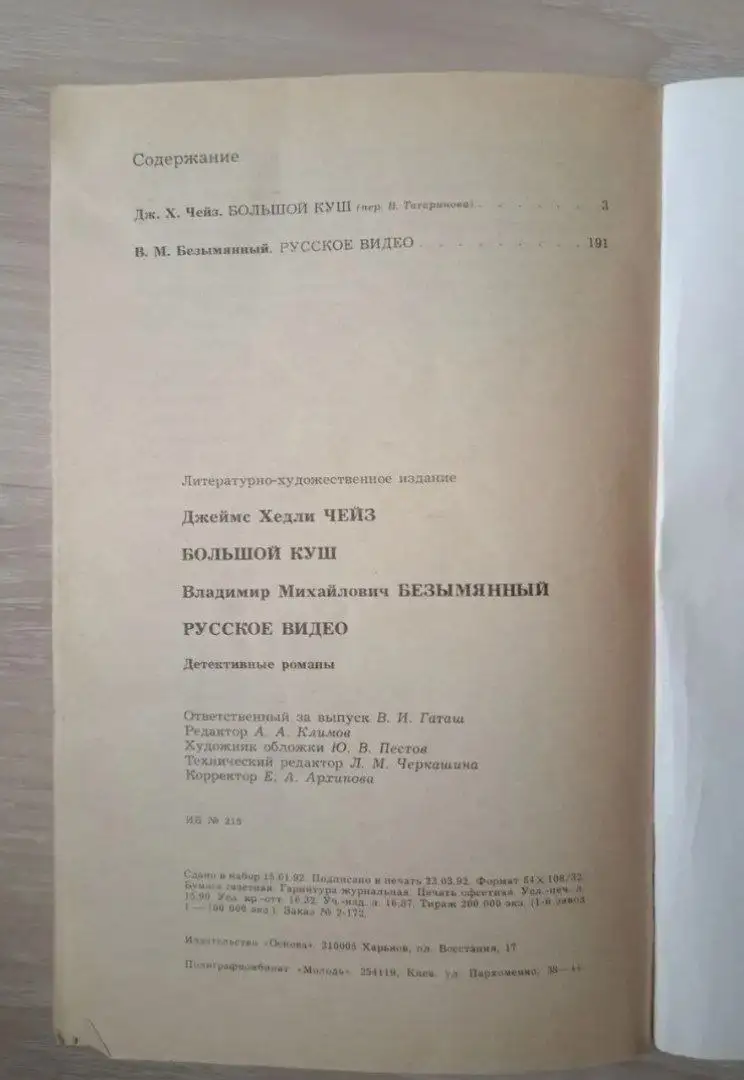 Содержание
Дж. Х. Чейз. БОЛЬШОЙ КУШ (пер. Н. Татаринова) . . . . . . 3
В. М. Безымянный. РУССКОЕ ВИДЕО . . . . . . . . . 191
Литературно-художественное издание
Джеймс Хедли ЧЕЙЗ
БОЛЬШОЙ КУШ
Владимир Михайлович БЕЗЫМЯННЫЙ
РУССКОЕ ВИДЕО
Детективные романы
Ответственный за выпуск В. И. Гаташ
Редактор А. А. Климов
Художник обложки Ю. В. Пестов
Технический редактор Л. М. Черкашина
Корректор Е. А. Архипова
ИБ № 215
Сдано в набор 15.01.92. Подписано в печать 23.03.92. Формат 84×108/32.
Бумага газетная. Гарнитура журнальная. Печать офсетная. Усл.-печ. л.
15,96 Усл. кр.-отт. 16,32. Уч.-изд. л. 16,87. Тираж 200 000 экз. (1-й завод
1—100 000 экз.). Заказ № 2-172.
Издательство «Основа» 310005 Харьков, пл. Восстания, 17
Полиграфкомбинат «Молодь» 254119, Киев, ул. Пархоменко, 38—44